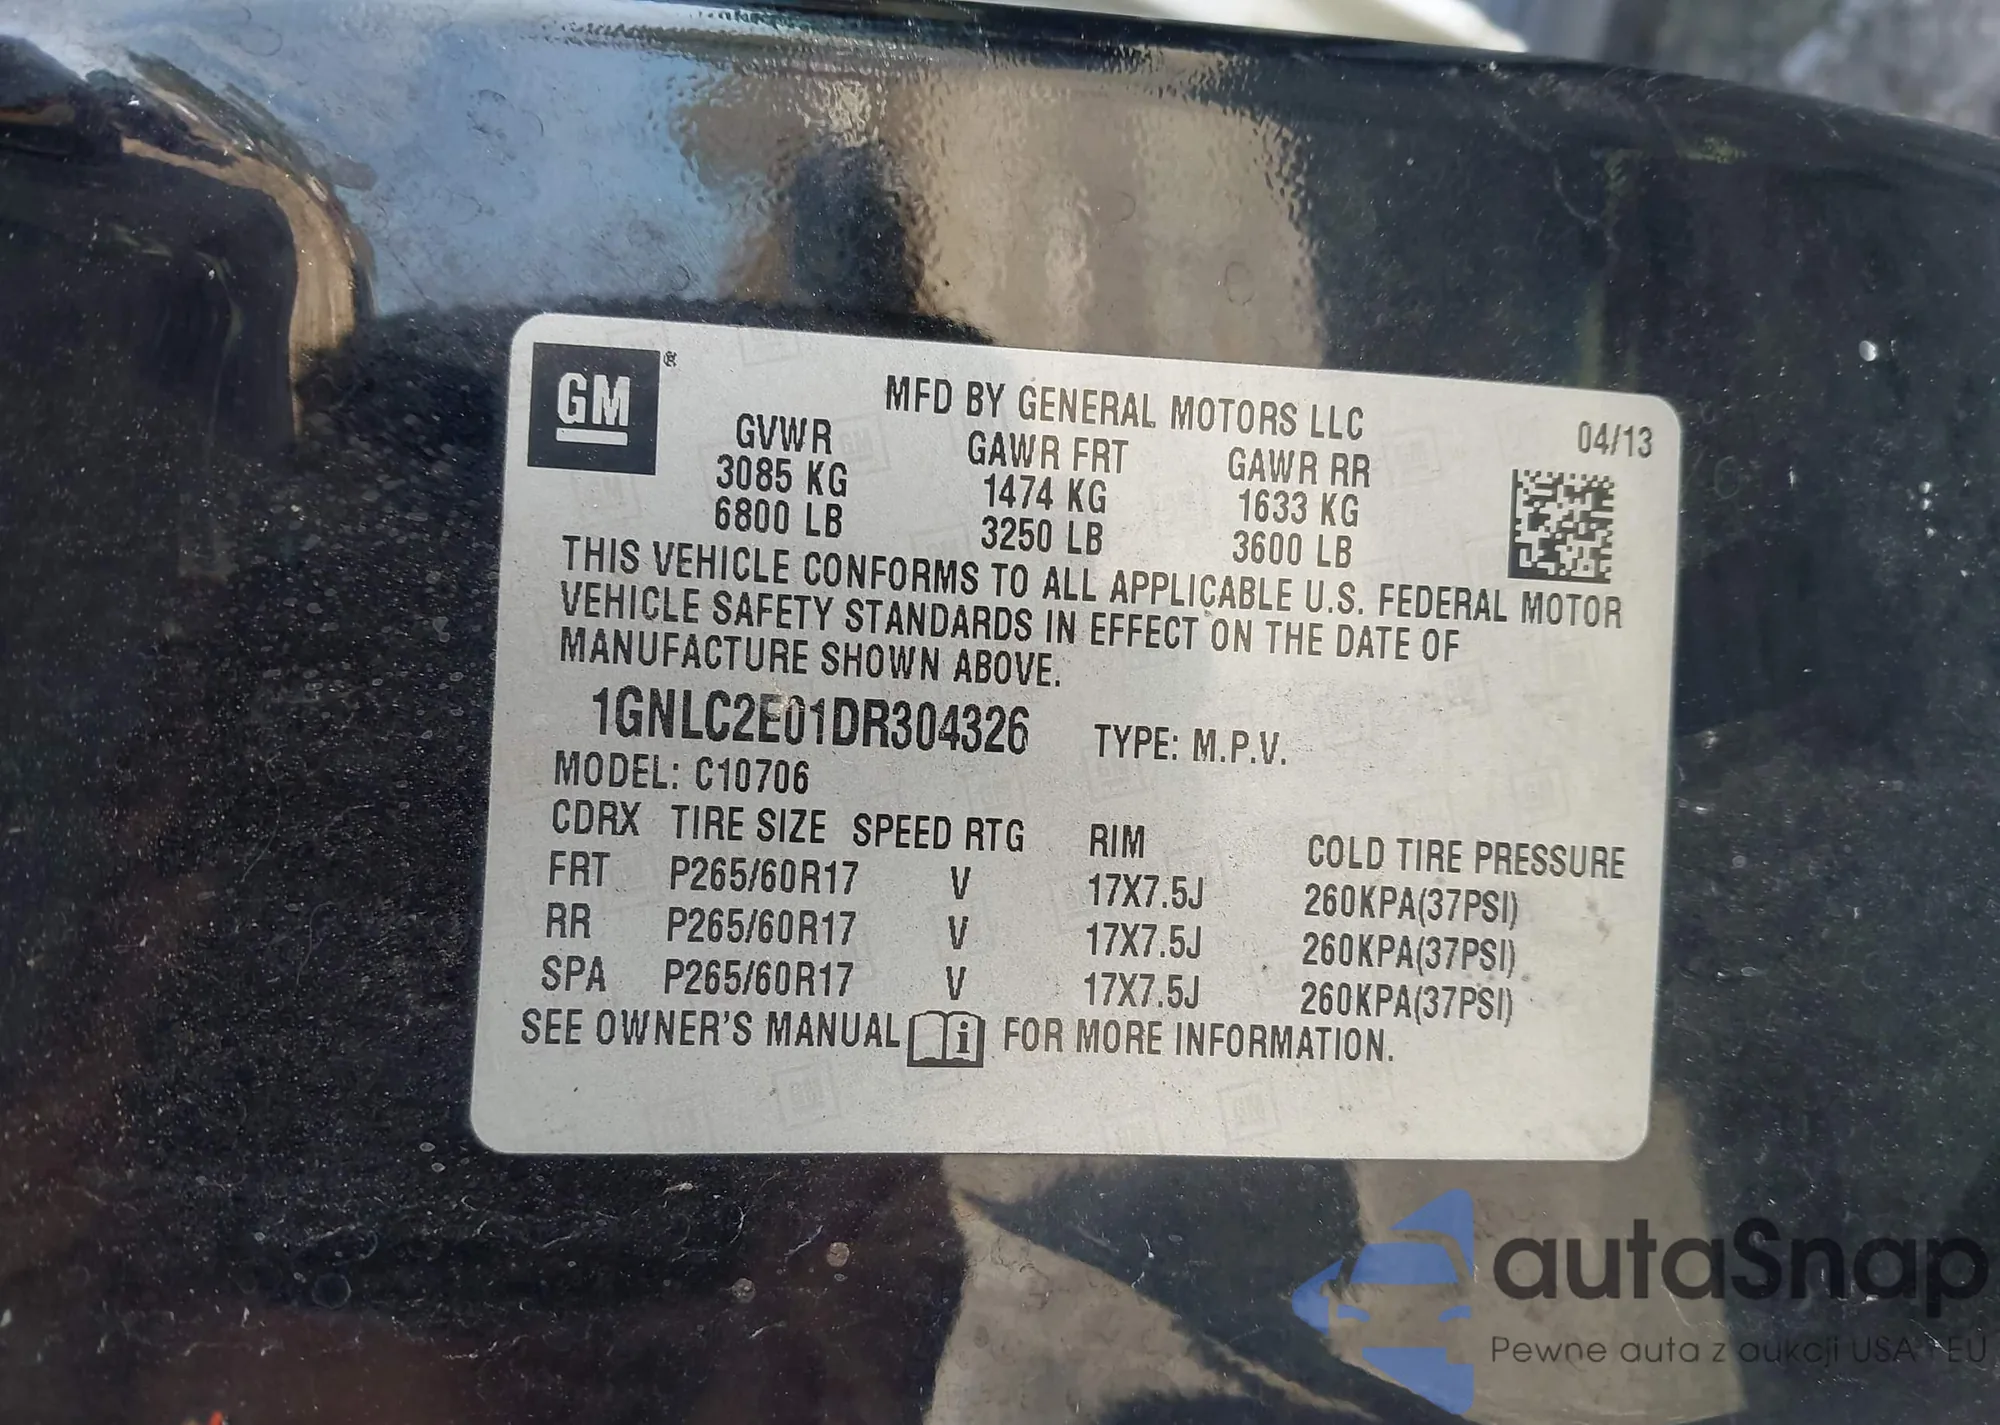 GM ®
MFD BY GENERAL MOTORS LLC
04/13
GVWR GAWR FRT GAWR RR
3085 KG 1474 KG 1633 KG
6800 LB 3250 LB 3600 LB
THIS VEHICLE CONFORMS TO ALL APPLICABLE U.S. FEDERAL MOTOR
VEHICLE SAFETY STANDARDS IN EFFECT ON THE DATE OF
MANUFACTURE SHOWN ABOVE.
1GNLC2E01DR304326 TYPE: M.P.V.
MODEL: C10706
CDRX TIRE SIZE SPEED RTG RIM COLD TIRE PRESSURE
FRT P265/60R17 V 17X7.5J 260KPA(37PSI)
RR P265/60R17 V 17X7.5J 260KPA(37PSI)
SPA P265/60R17 V 17X7.5J 260KPA(37PSI)
SEE OWNER'S MANUAL i FOR MORE INFORMATION.
autaSnap
Pewne auta z aukcji USA i EU